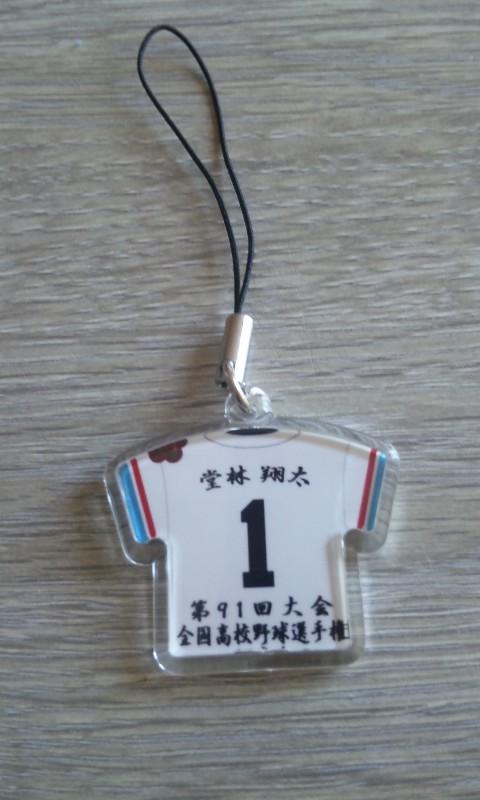 堂林 翔太
1
第91回大会
全国高校野球選手権